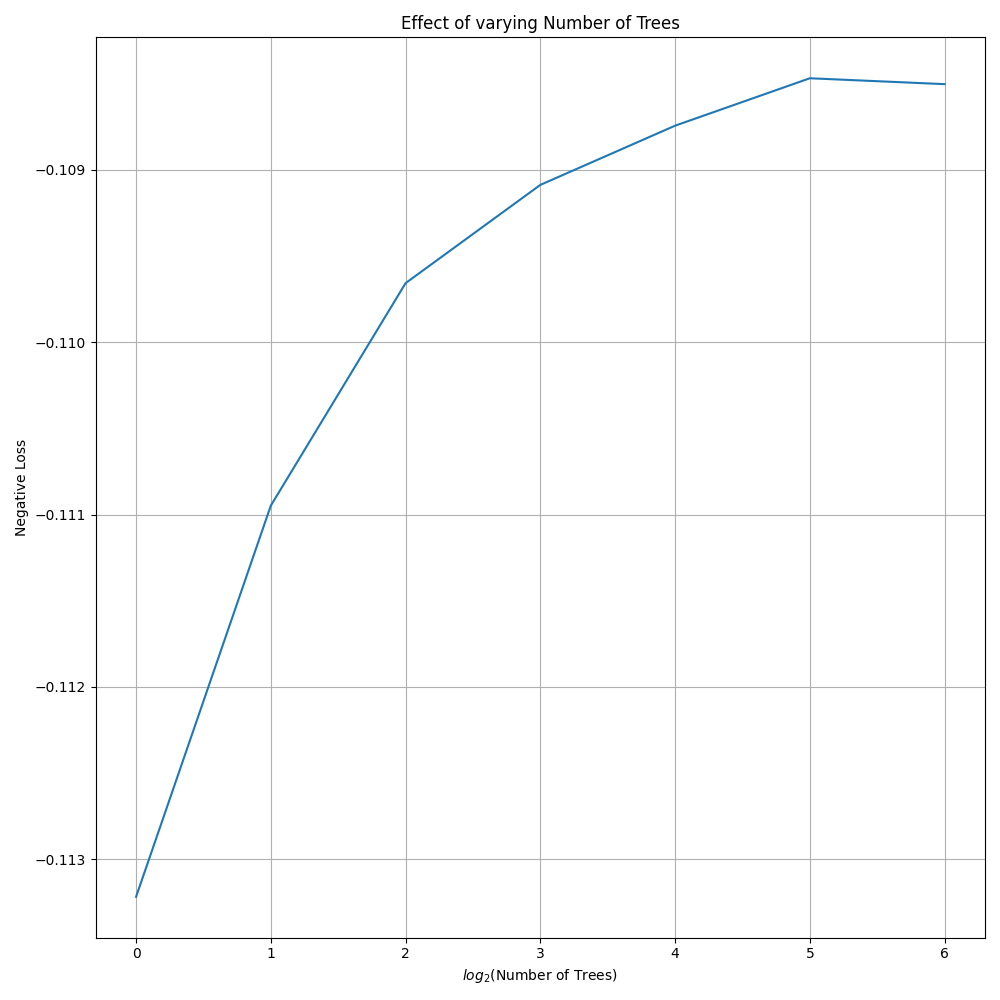 Effect of varying Number of Trees
Negative Loss
−0.109
−0.110
−0.111
−0.112
−0.113
0 1 2 3 4 5 6
log₂(Number of Trees)